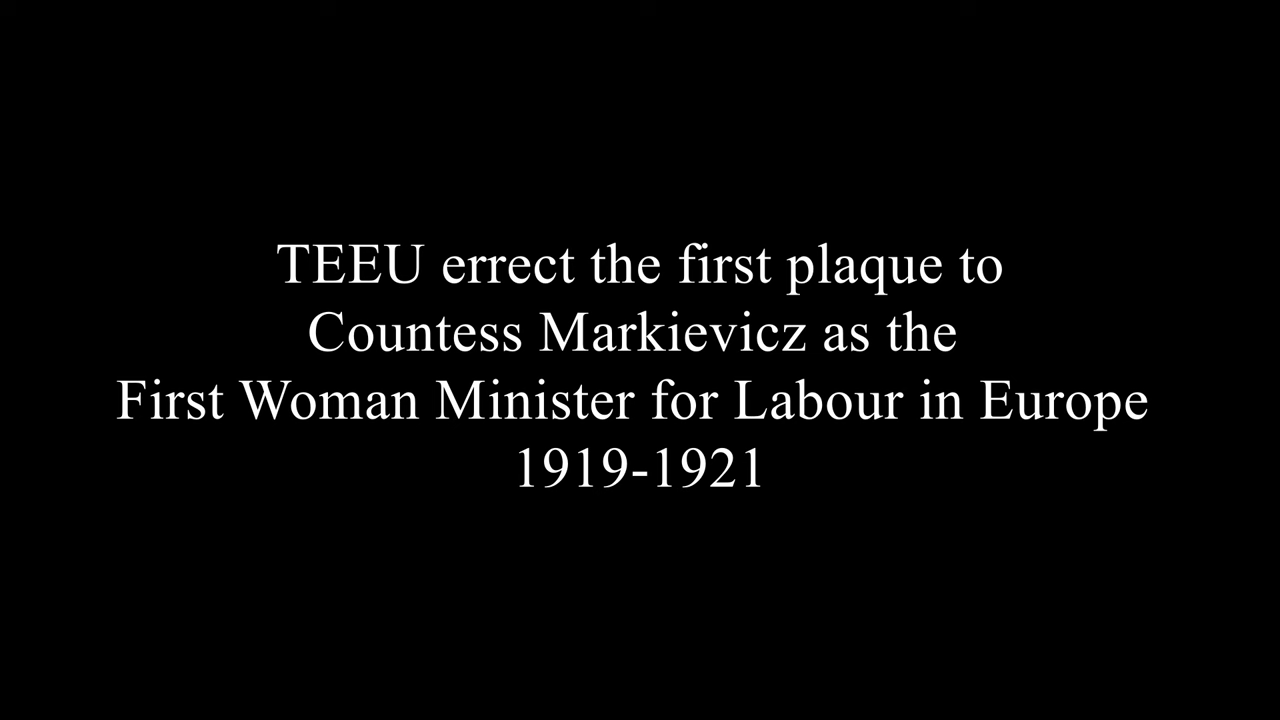 TEEU errect the first plaque to
Countess Markievicz as the
First Woman Minister for Labour in Europe
1919-1921